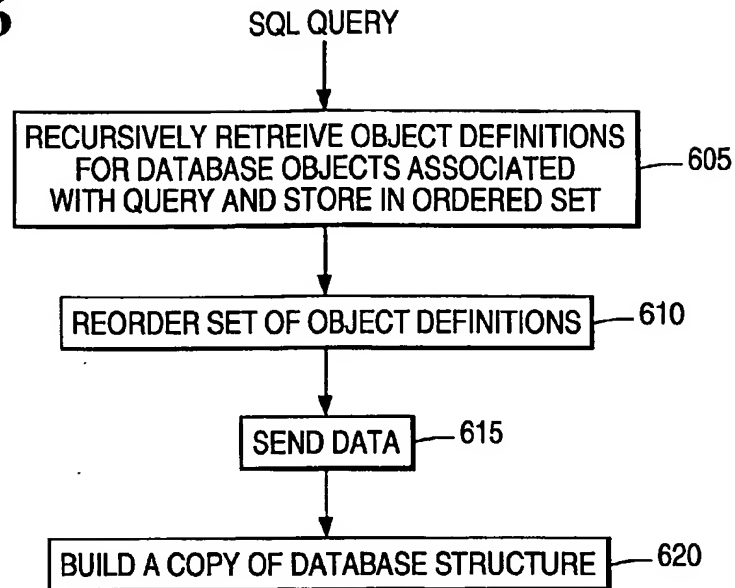 6
SQL QUERY
RECURSIVELY RETREIVE OBJECT DEFINITIONS
FOR DATABASE OBJECTS ASSOCIATED
WITH QUERY AND STORE IN ORDERED SET
605
REORDER SET OF OBJECT DEFINITIONS
610
SEND DATA
615
BUILD A COPY OF DATABASE STRUCTURE
620